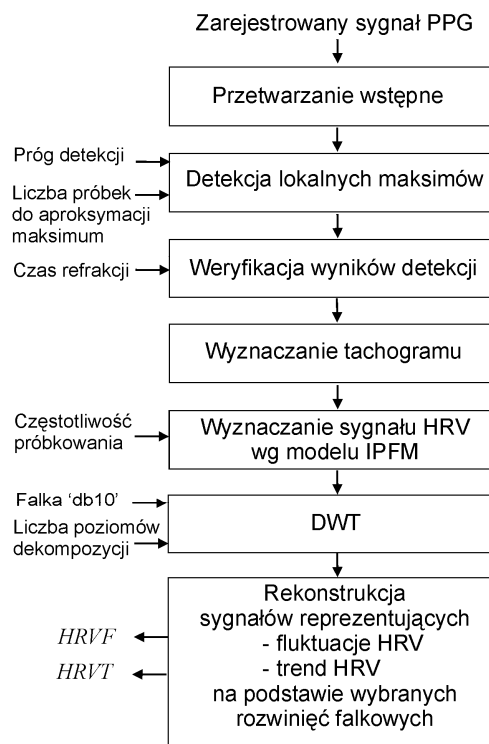 Zarejestrowany sygnał PPG
Przetwarzanie wstępne
Próg detekcji
Liczba próbek
do aproksymacji
maksimum
Detekcja lokalnych maksimów
Czas refrakcji
Weryfikacja wyników detekcji
Wyznaczanie tachogramu
Częstotliwość
próbkowania
Wyznaczanie sygnału HRV
wg modelu IPFM
Falka ‘db10’
Liczba poziomów
dekompozycji
DWT
Rekonstrukcja
sygnałów reprezentujących
- fluktuacje HRV
- trend HRV
na podstawie wybranych
rozwinięć falkowych
HRVF
HRVT